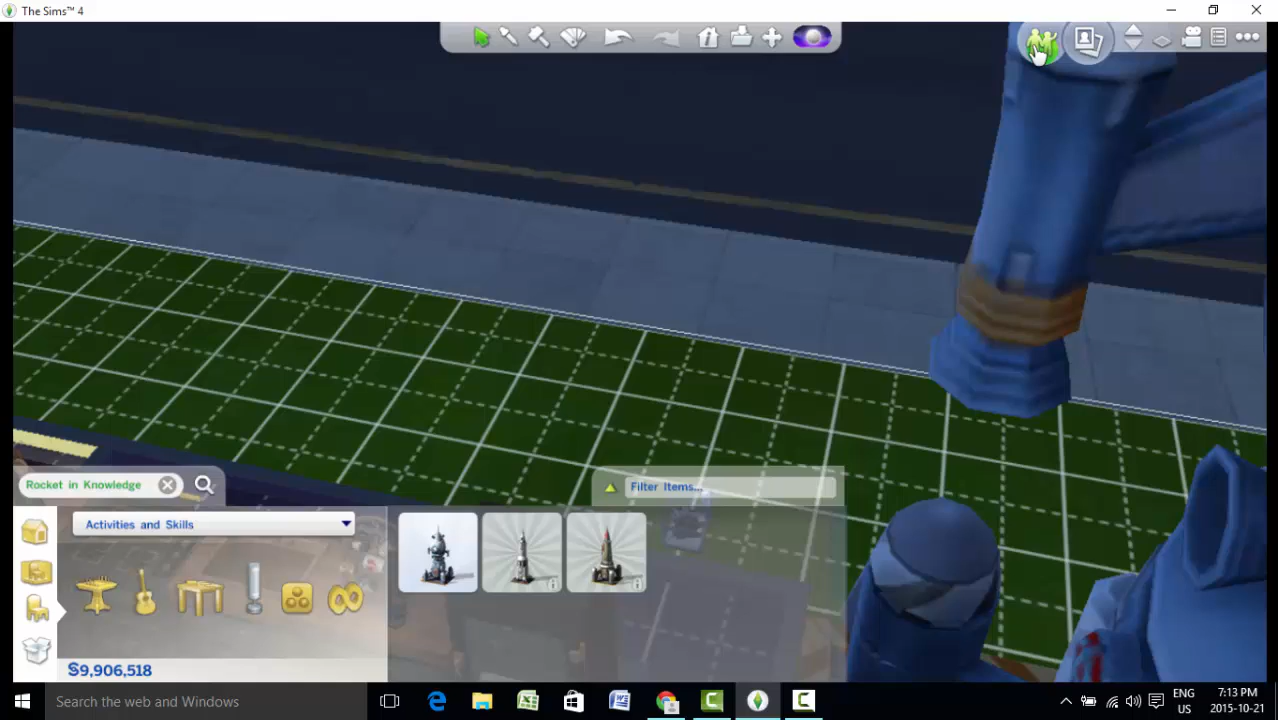 The Sims™ 4
Rocket in Knowledge
Filter Items...
Activities and Skills
§9,906,518
Search the web and Windows
ENG
US
7:13 PM
2015-10-21